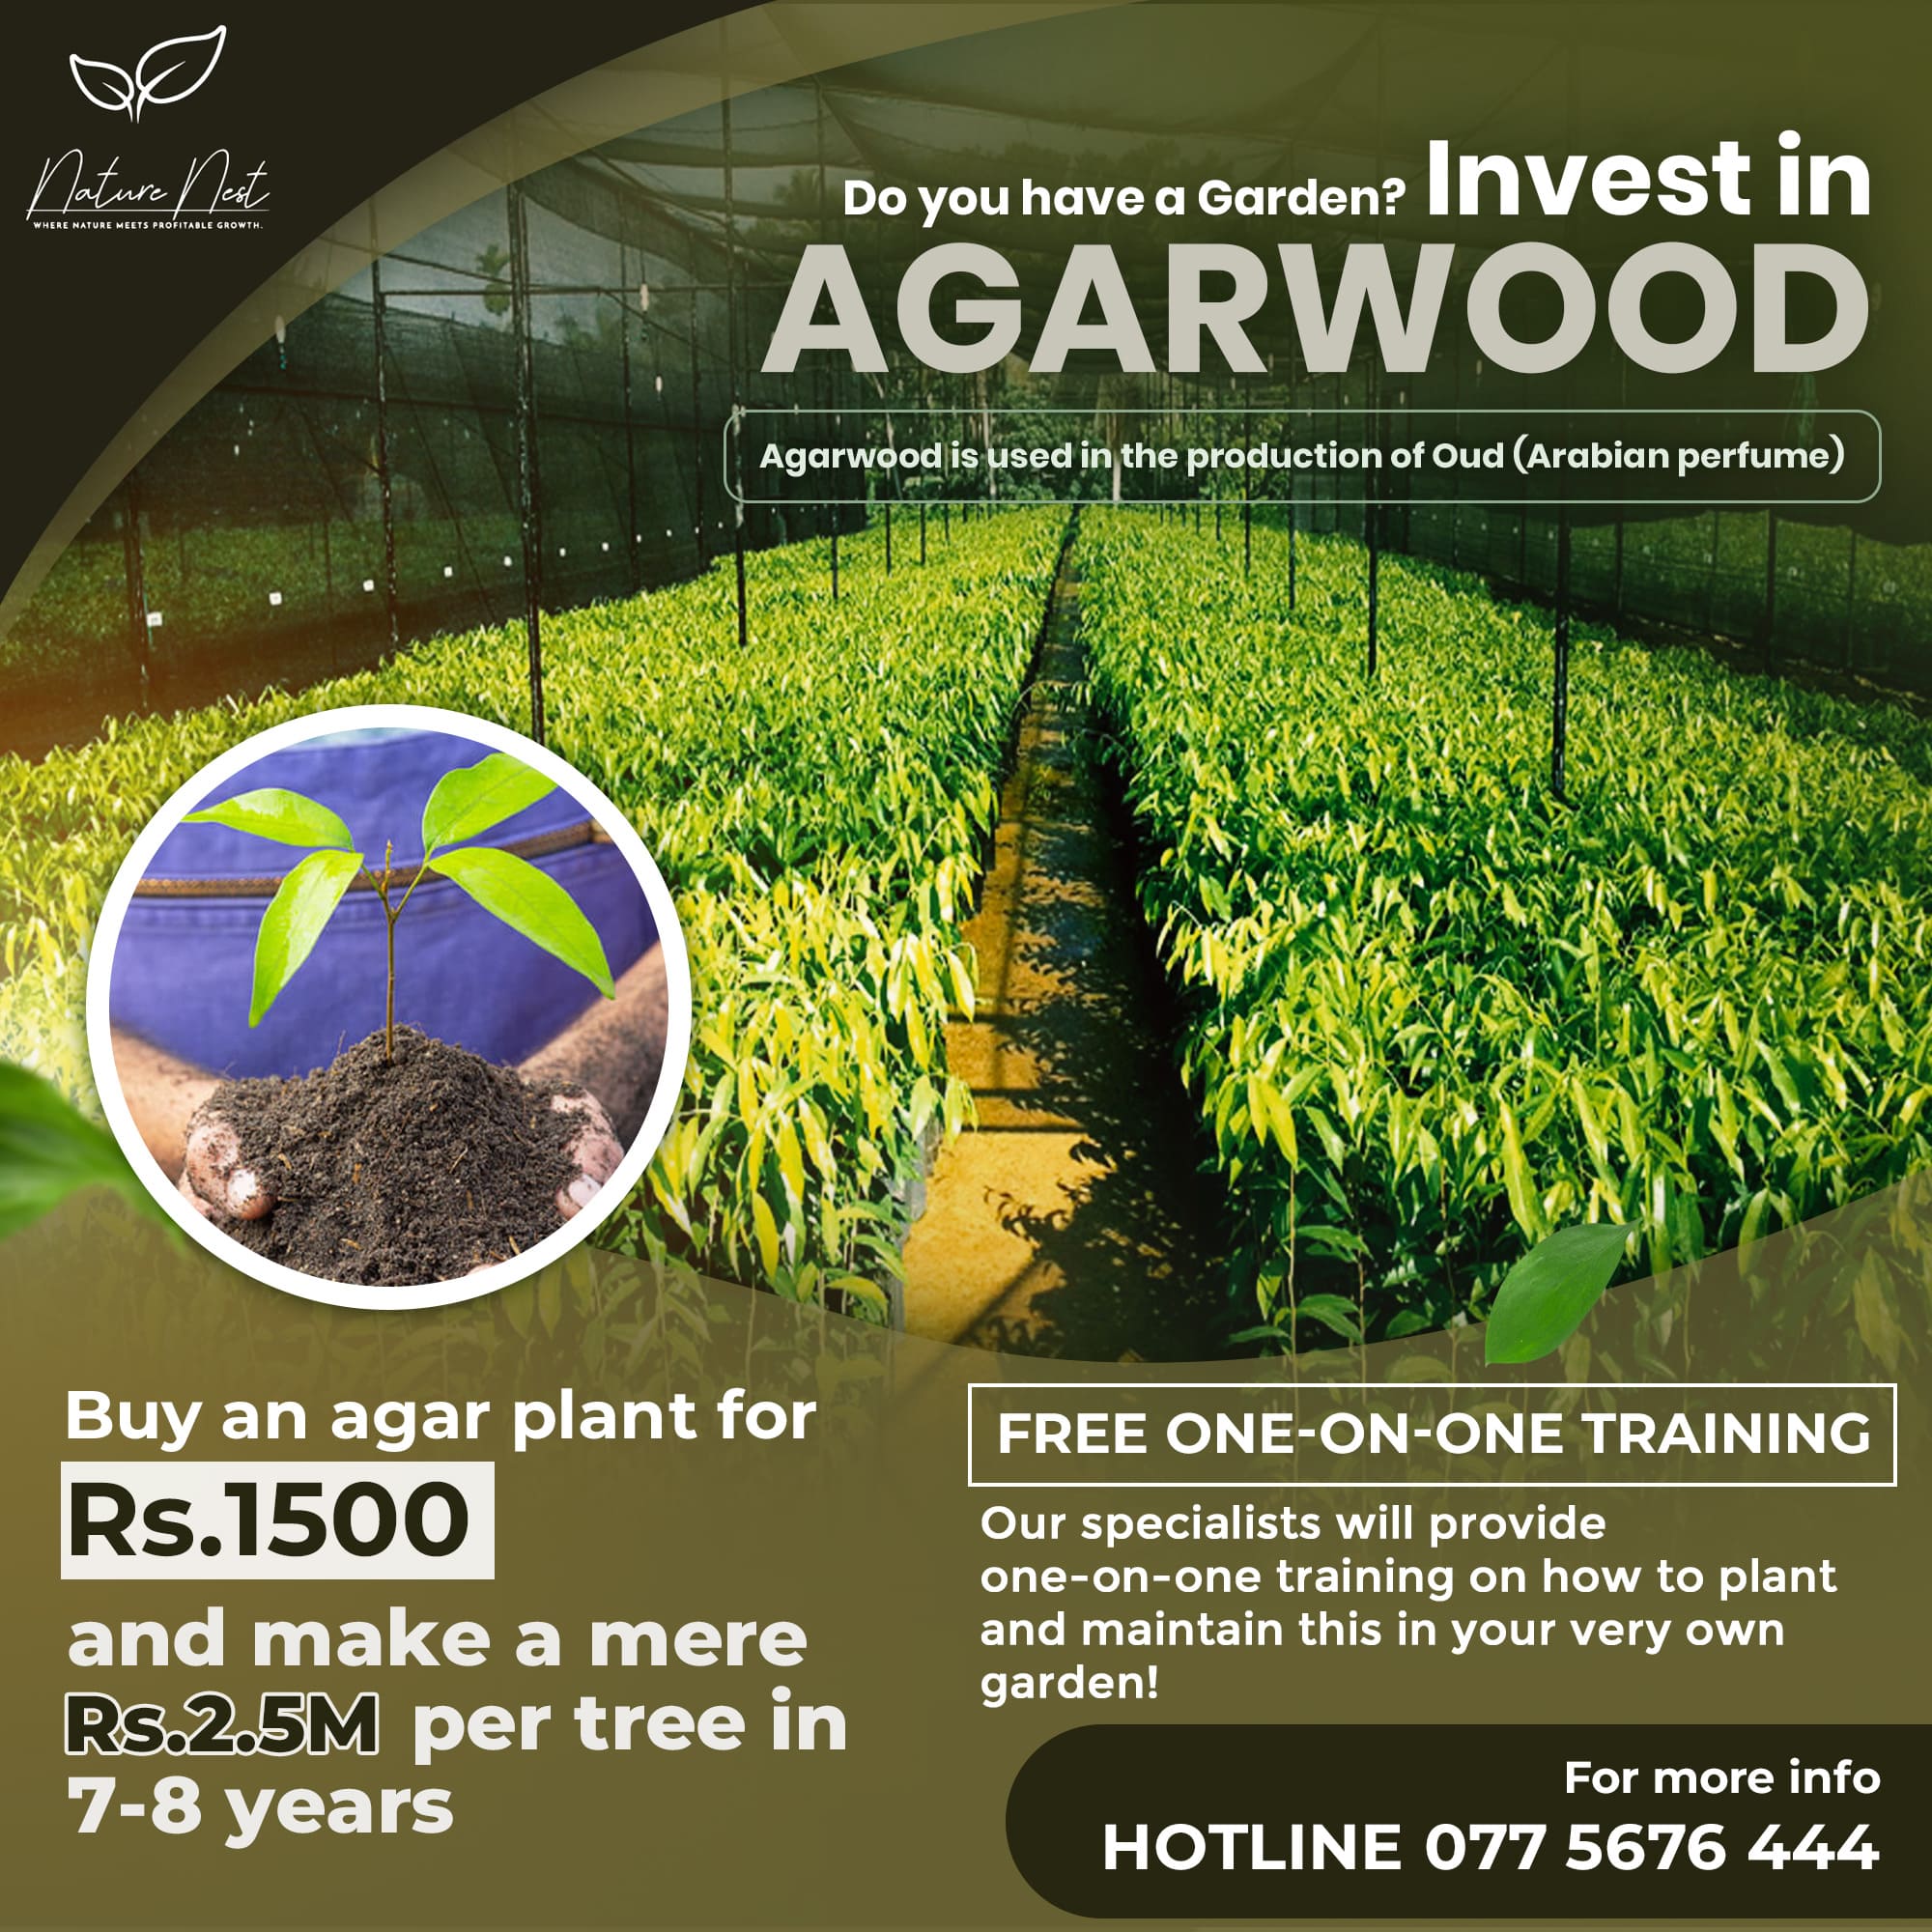 Nature Nest
WHERE NATURE MEETS PROFITABLE GROWTH.
Do you have a Garden? Invest in
AGARWOOD
Agarwood is used in the production of Oud (Arabian perfume)
Buy an agar plant for
Rs.1500
and make a mere
Rs.2.5M per tree in
7-8 years
FREE ONE-ON-ONE TRAINING
Our specialists will provide
one-on-one training on how to plant
and maintain this in your very own
garden!
For more info
HOTLINE 077 5676 444